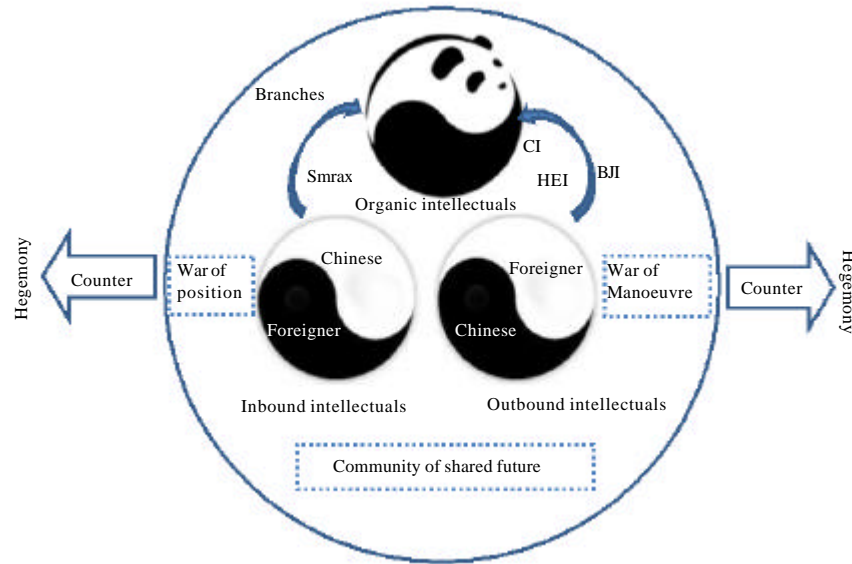 Branches
CI
Smrax
HEI
BJI
Organic intellectuals
Hegemony
Counter
War of
position
Chinese
Foreigner
Foreigner
Chinese
War of
Manoeuvre
Counter
Hegemony
Inbound intellectuals
Outbound intellectuals
Community of shared future